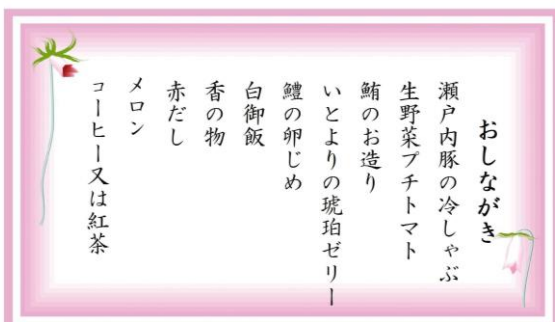 おしながき
瀬戸内豚の冷しゃぶ
生野菜プチトマト
鮪のお造り
いとよりの琥珀ゼリー
鱧の卵じめ
白御飯
香の物
赤だし
メロン
コーヒー又は紅茶